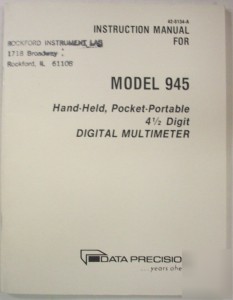 42-0134-A
INSTRUCTION MANUAL
FOR
ROCKFORD INSTRUMENT LAB
1718 Broadway
Rockford, IL 61108
MODEL 945
Hand-Held, Pocket-Portable
4½ Digit
DIGITAL MULTIMETER
DATA PRECISIO
...years ahe